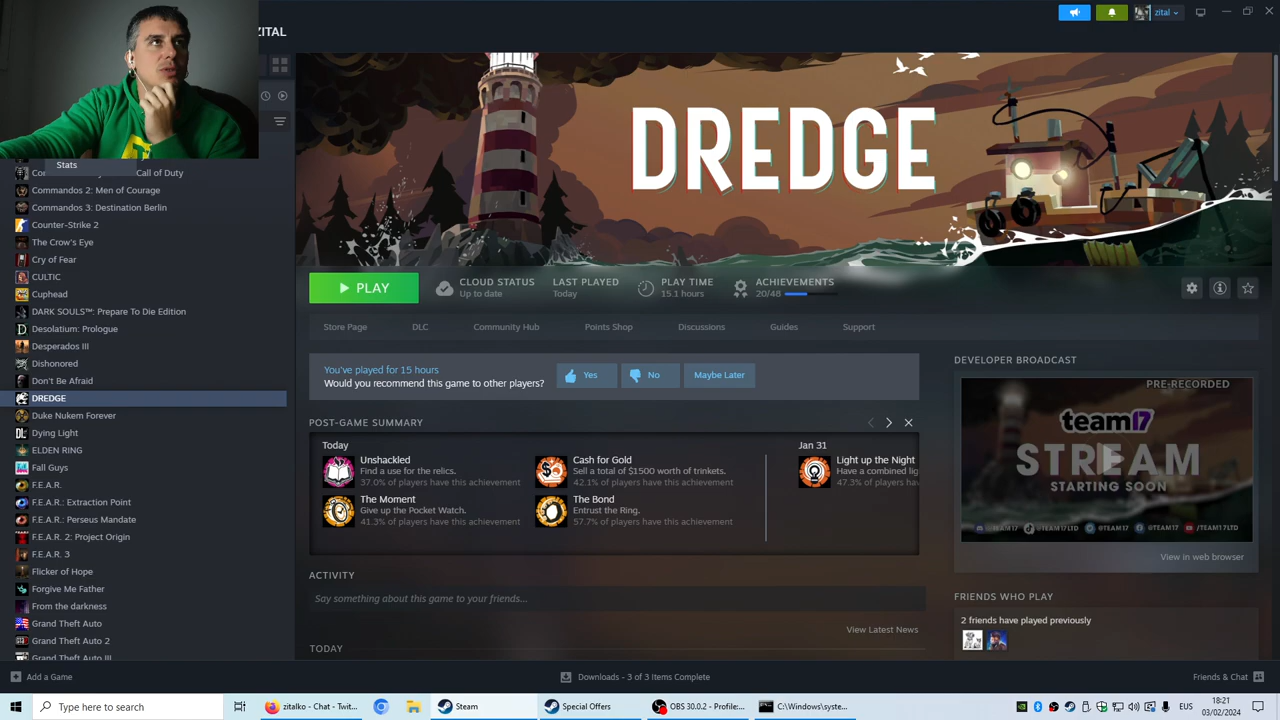 zital
ZITAL
Stats
Call of Duty
Commandos 2: Men of Courage
Commandos 3: Destination Berlin
Counter-Strike 2
The Crow's Eye
Cry of Fear
CULTIC
Cuphead
DARK SOULS™: Prepare To Die Edition
Desolatium: Prologue
Desperados III
Dishonored
Don't Be Afraid
DREDGE
Duke Nukem Forever
Dying Light
ELDEN RING
Fall Guys
F.E.A.R.
F.E.A.R.: Extraction Point
F.E.A.R.: Perseus Mandate
F.E.A.R. 2: Project Origin
F.E.A.R. 3
Flicker of Hope
Forgive Me Father
From the darkness
Grand Theft Auto
Grand Theft Auto 2
Grand Theft Auto III
DREDGE
PLAY
CLOUD STATUS
Up to date
LAST PLAYED
Today
PLAY TIME
15.1 hours
ACHIEVEMENTS
20/48
Store Page DLC Community Hub Points Shop Discussions Guides Support
You've played for 15 hours
Would you recommend this game to other players?
Yes No Maybe Later
POST-GAME SUMMARY
Today
Unshackled
Find a use for the relics.
37.0% of players have this achievement
The Moment
Give up the Pocket Watch.
41.3% of players have this achievement
Cash for Gold
Sell a total of $1500 worth of trinkets.
42.1% of players have this achievement
The Bond
Entrust the Ring.
57.7% of players have this achievement
Jan 31
Light up the Night
Have a combined lig
47.3% of players hav
ACTIVITY
Say something about this game to your friends...
View Latest News
TODAY
DEVELOPER BROADCAST
PRE-RECORDED
team17
STREAM
STARTING SOON
@TEAM17 @TEAM17LTD @TEAM17 @TEAM17 /TEAM17LTD
View in web browser
FRIENDS WHO PLAY
2 friends have played previously
Add a Game
Downloads - 3 of 3 Items Complete
Friends & Chat
Type here to search
zitalko - Chat - Twit...
Steam
Special Offers
OBS 30.0.2 - Profile:...
C:\Windows\syste...
EUS
18:21
03/02/2024